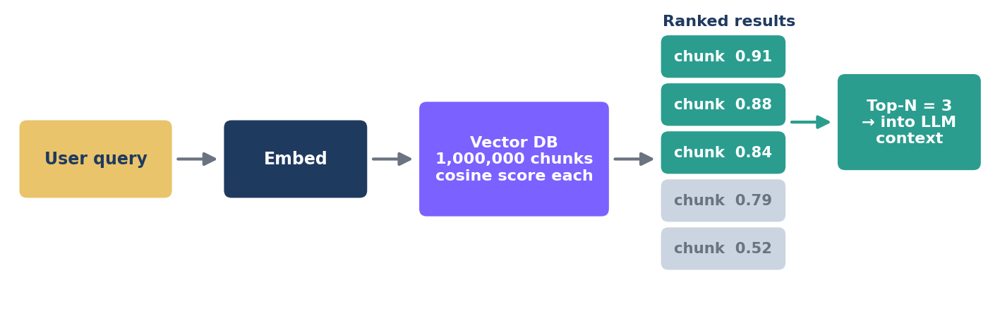 User query
Embed
Vector DB
1,000,000 chunks
cosine score each
Ranked results
chunk  0.91
chunk  0.88
chunk  0.84
chunk  0.79
chunk  0.52
Top-N = 3
→ into LLM
context